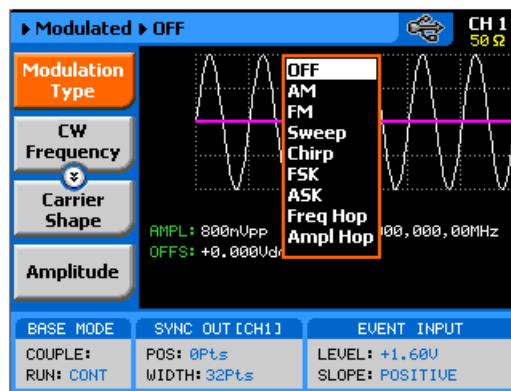 Modulated ▶ OFF
CH 1
50 Ω
Modulation
Type
CW
Frequency
Carrier
Shape
Amplitude
OFF
AM
FM
Sweep
Chirp
FSK
ASK
Freq Hop
Ampl Hop
AMPL: 800mVpp
00,000,00MHz
OFFS: +0.000Vd
BASE MODE
COUPLE:
RUN: CONT
SYNC OUT [CH1]
POS: 0Pts
WIDTH: 32Pts
EVENT INPUT
LEVEL: +1.60V
SLOPE: POSITIVE